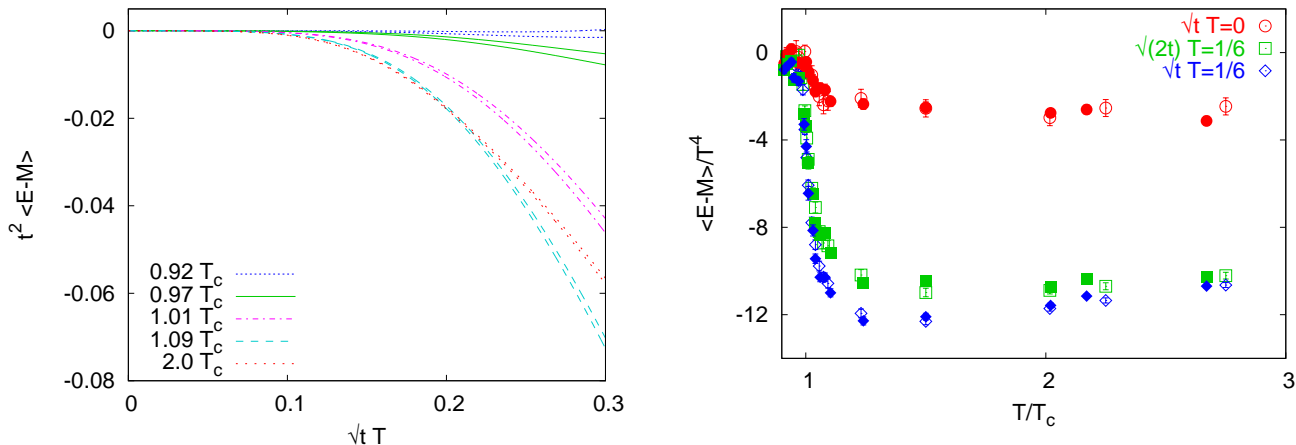 0
-0.02
-0.04
-0.06
-0.08
0 0.1 0.2 0.3
√t T
t² <E-M>
0.92 T_c
0.97 T_c
1.01 T_c
1.09 T_c
2.0 T_c
0
-4
-8
-12
1 2 3
T/T_c
<E-M>/T⁴
√t T=0
√(2t) T=1/6
√t T=1/6